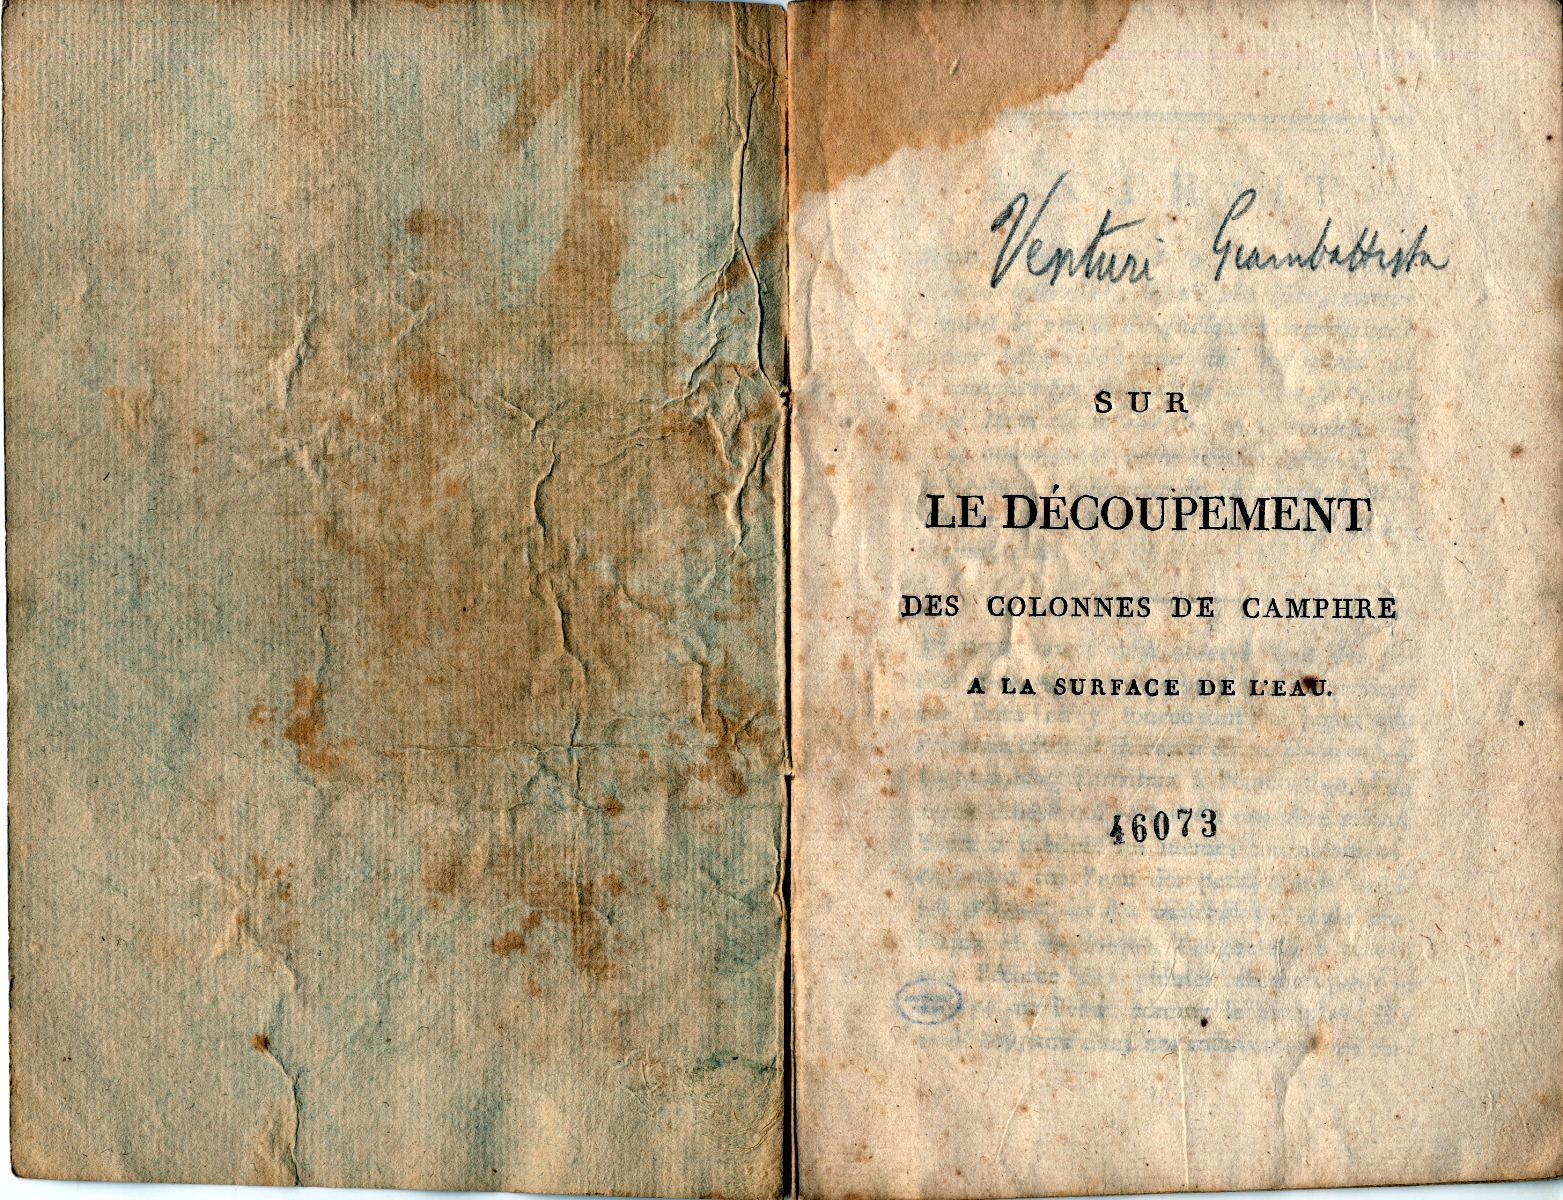 Venturi Giambattista
SUR
LE DÉCOUPEMENT
DES COLONNES DE CAMPHRE
A LA SURFACE DE L'EAU.
46073